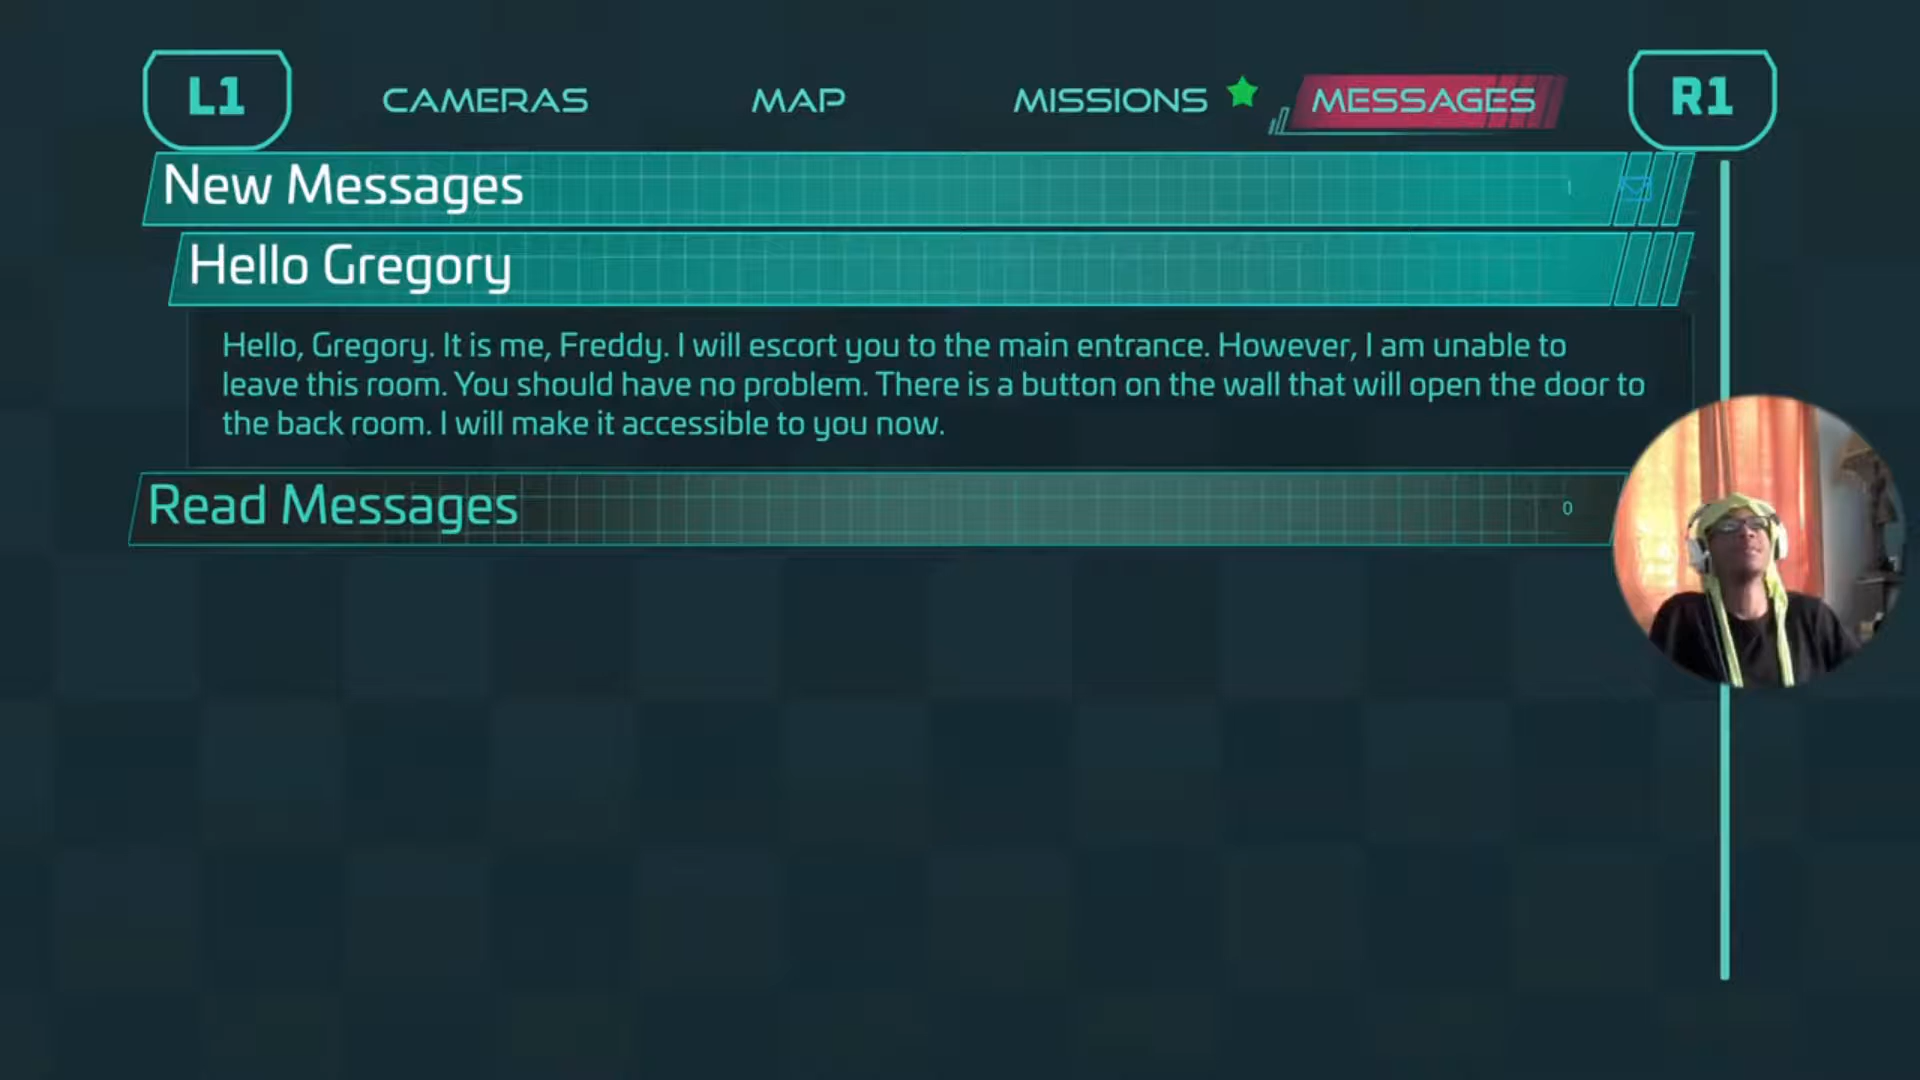 L1 CAMERAS MAP MISSIONS MESSAGES R1
New Messages 1
Hello Gregory
Hello, Gregory. It is me, Freddy. I will escort you to the main entrance. However, I am unable to
leave this room. You should have no problem. There is a button on the wall that will open the door to
the back room. I will make it accessible to you now.
Read Messages 0